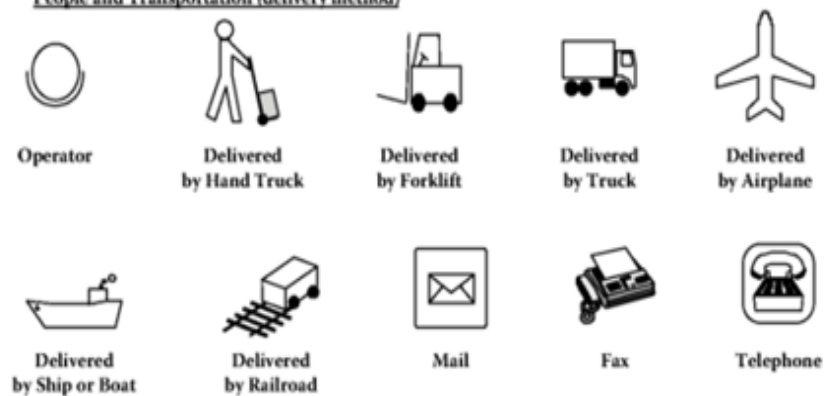 People and Transportation (delivery method)
Operator
Delivered
by Hand Truck
Delivered
by Forklift
Delivered
by Truck
Delivered
by Airplane
Delivered
by Ship or Boat
Delivered
by Railroad
Mail
Fax
Telephone